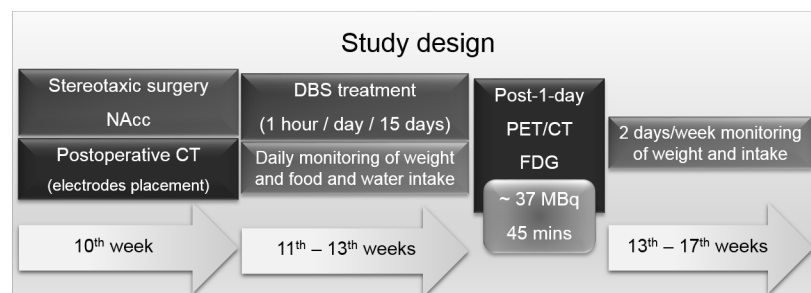 Study design
Stereotaxic surgery
NAcc
Postoperative CT
(electrodes placement)
10th week
DBS treatment
(1 hour / day / 15 days)
Daily monitoring of weight
and food and water intake
11th – 13th weeks
Post-1-day
PET/CT
FDG
~ 37 MBq
45 mins
2 days/week monitoring
of weight and intake
13th – 17th weeks